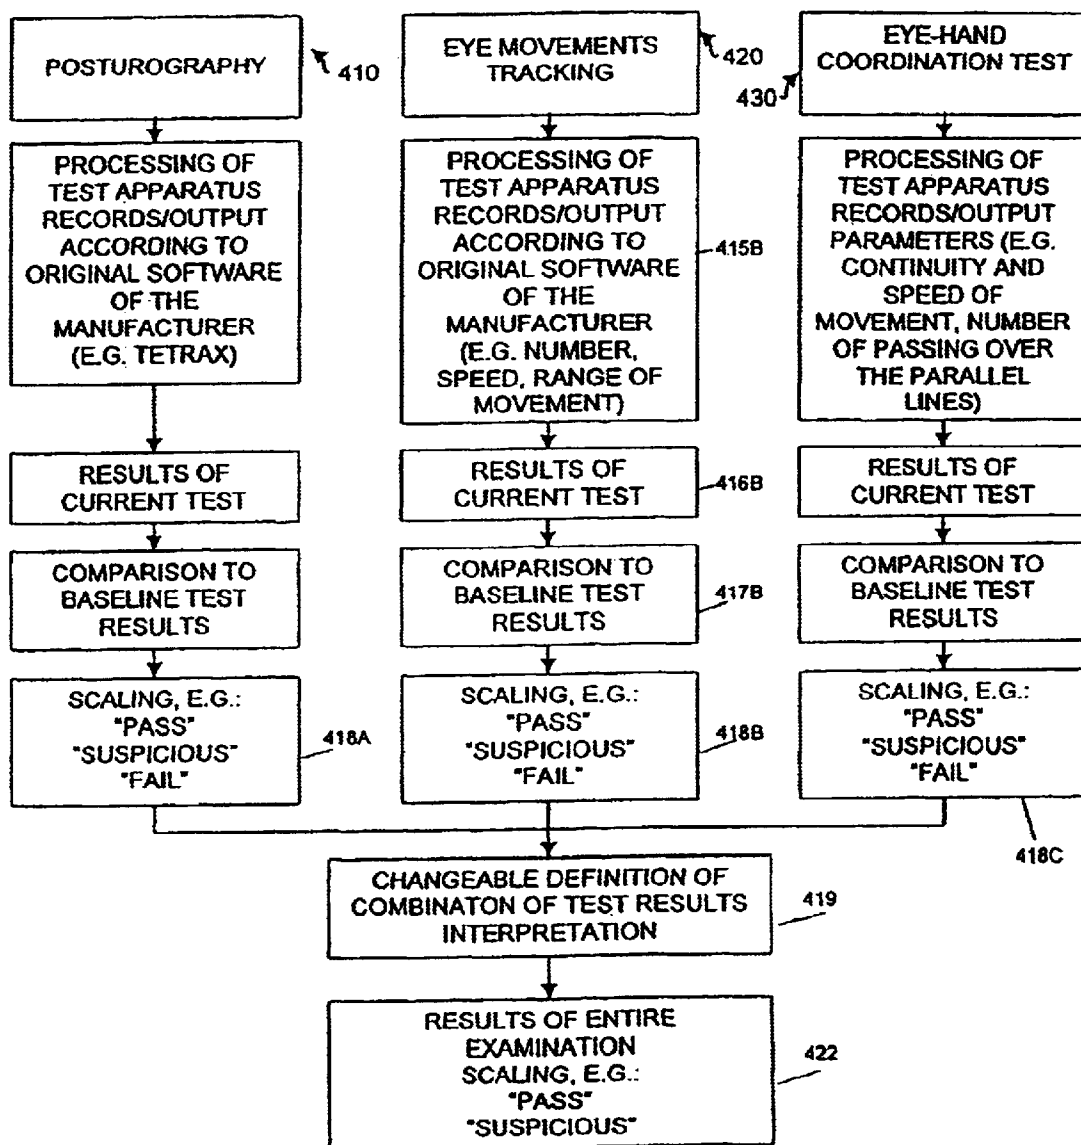 POSTUROGRAPHY
410
PROCESSING OF
TEST APPARATUS
RECORDS/OUTPUT
ACCORDING TO
ORIGINAL SOFTWARE
OF THE
MANUFACTURER
(E.G. TETRAX)
RESULTS OF
CURRENT TEST
COMPARISON TO
BASELINE TEST
RESULTS
SCALING, E.G.:
"PASS"
"SUSPICIOUS"
"FAIL"
418A
EYE MOVEMENTS
TRACKING
420
PROCESSING OF
TEST APPARATUS
RECORDS/OUTPUT
ACCORDING TO
ORIGINAL SOFTWARE
OF THE
MANUFACTURER
(E.G. NUMBER,
SPEED, RANGE OF
MOVEMENT)
415B
RESULTS OF
CURRENT TEST
416B
COMPARISON TO
BASELINE TEST
RESULTS
417B
SCALING, E.G.:
"PASS"
"SUSPICIOUS"
"FAIL"
418B
EYE-HAND
COORDINATION TEST
430
PROCESSING OF
TEST APPARATUS
RECORDS/OUTPUT
PARAMETERS (E.G.
CONTINUITY AND
SPEED OF
MOVEMENT, NUMBER
OF PASSING OVER
THE PARALLEL
LINES)
RESULTS OF
CURRENT TEST
COMPARISON TO
BASELINE TEST
RESULTS
SCALING, E.G.:
"PASS"
"SUSPICIOUS"
"FAIL"
418C
CHANGEABLE DEFINITION OF
COMBINATON OF TEST RESULTS
INTERPRETATION
419
RESULTS OF ENTIRE
EXAMINATION
SCALING, E.G.:
"PASS"
"SUSPICIOUS"
422